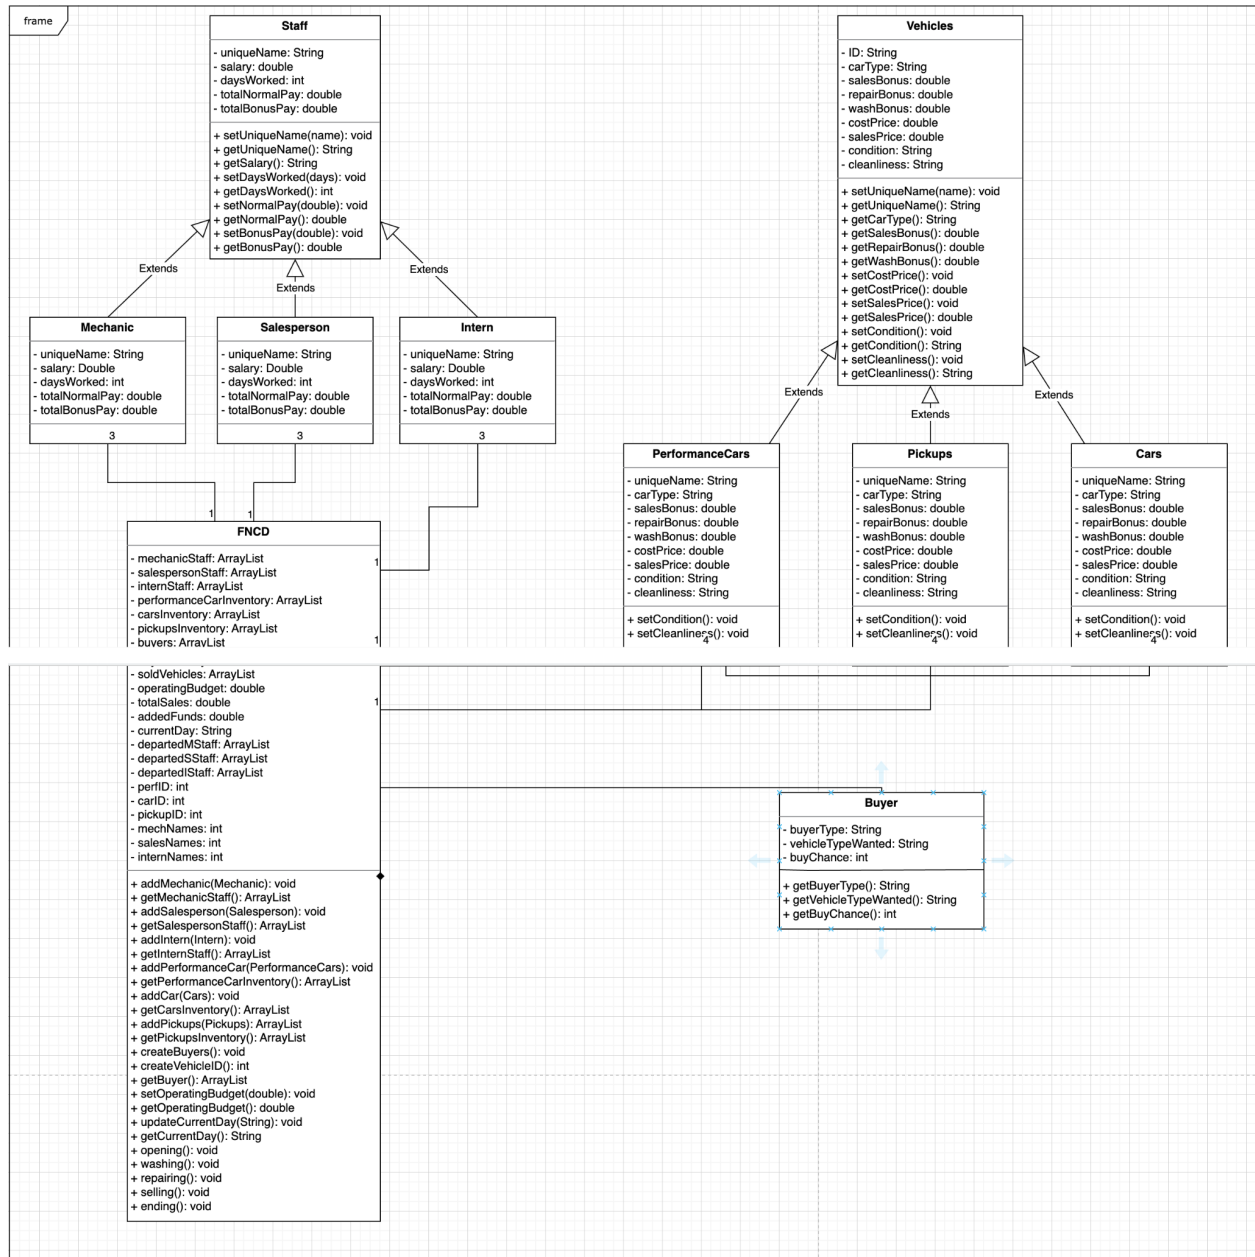 frame
Staff
- uniqueName: String
- salary: double
- daysWorked: int
- totalNormalPay: double
- totalBonusPay: double
+ setUniqueName(name): void
+ getUniqueName(): String
+ getSalary(): String
+ setDaysWorked(days): void
+ getDaysWorked(): int
+ setNormalPay(double): void
+ getNormalPay(): double
+ setBonusPay(double): void
+ getBonusPay(): double
Vehicles
- ID: String
- carType: String
- salesBonus: double
- repairBonus: double
- washBonus: double
- costPrice: double
- salesPrice: double
- condition: String
- cleanliness: String
+ setUniqueName(name): void
+ getUniqueName(): String
+ getCarType(): String
+ getSalesBonus(): double
+ getRepairBonus(): double
+ getWashBonus(): double
+ setCostPrice(): void
+ getCostPrice(): double
+ setSalesPrice(): void
+ getSalesPrice(): double
+ setCondition(): void
+ getCondition(): String
+ setCleanliness(): void
+ getCleanliness(): String
Extends
Extends
Extends
Mechanic
- uniqueName: String
- salary: Double
- daysWorked: int
- totalNormalPay: double
- totalBonusPay: double
3
Salesperson
- uniqueName: String
- salary: Double
- daysWorked: int
- totalNormalPay: double
- totalBonusPay: double
3
Intern
- uniqueName: String
- salary: Double
- daysWorked: int
- totalNormalPay: double
- totalBonusPay: double
3
Extends
Extends
Extends
PerformanceCars
- uniqueName: String
- carType: String
- salesBonus: double
- repairBonus: double
- washBonus: double
- costPrice: double
- salesPrice: double
- condition: String
- cleanliness: String
+ setCondition(): void
+ setCleanliness(): void
4
Pickups
- uniqueName: String
- carType: String
- salesBonus: double
- repairBonus: double
- washBonus: double
- costPrice: double
- salesPrice: double
- condition: String
- cleanliness: String
+ setCondition(): void
+ setCleanliness(): void
4
Cars
- uniqueName: String
- carType: String
- salesBonus: double
- repairBonus: double
- washBonus: double
- costPrice: double
- salesPrice: double
- condition: String
- cleanliness: String
+ setCondition(): void
+ setCleanliness(): void
4
1
1
FNCD
- mechanicStaff: ArrayList
1
- salespersonStaff: ArrayList
- internStaff: ArrayList
- performanceCarInventory: ArrayList
- carsInventory: ArrayList
- pickupsInventory: ArrayList
- buyers: ArrayList
1
- soldVehicles: ArrayList
- operatingBudget: double
- totalSales: double
1
- addedFunds: double
- currentDay: String
- departedMStaff: ArrayList
- departedSStaff: ArrayList
- departedIStaff: ArrayList
- perfID: int
- carID: int
- pickupID: int
- mechNames: int
- salesNames: int
- internNames: int
+ addMechanic(Mechanic): void
+ getMechanicStaff(): ArrayList
+ addSalesperson(Salesperson): void
+ getSalespersonStaff(): ArrayList
+ addIntern(Intern): void
+ getInternStaff(): ArrayList
+ addPerformanceCar(PerformanceCars): void
+ getPerformanceCarInventory(): ArrayList
+ addCar(Cars): void
+ getCarsInventory(): ArrayList
+ addPickups(Pickups): ArrayList
+ getPickupsInventory(): ArrayList
+ createBuyers(): void
+ createVehicleID(): int
+ getBuyer(): ArrayList
+ setOperatingBudget(double): void
+ getOperatingBudget(): double
+ updateCurrentDay(String): void
+ getCurrentDay(): String
+ opening(): void
+ washing(): void
+ repairing(): void
+ selling(): void
+ ending(): void
Buyer
- buyerType: String
- vehicleTypeWanted: String
- buyChance: int
+ getBuyerType(): String
+ getVehicleTypeWanted(): String
+ getBuyChance(): int